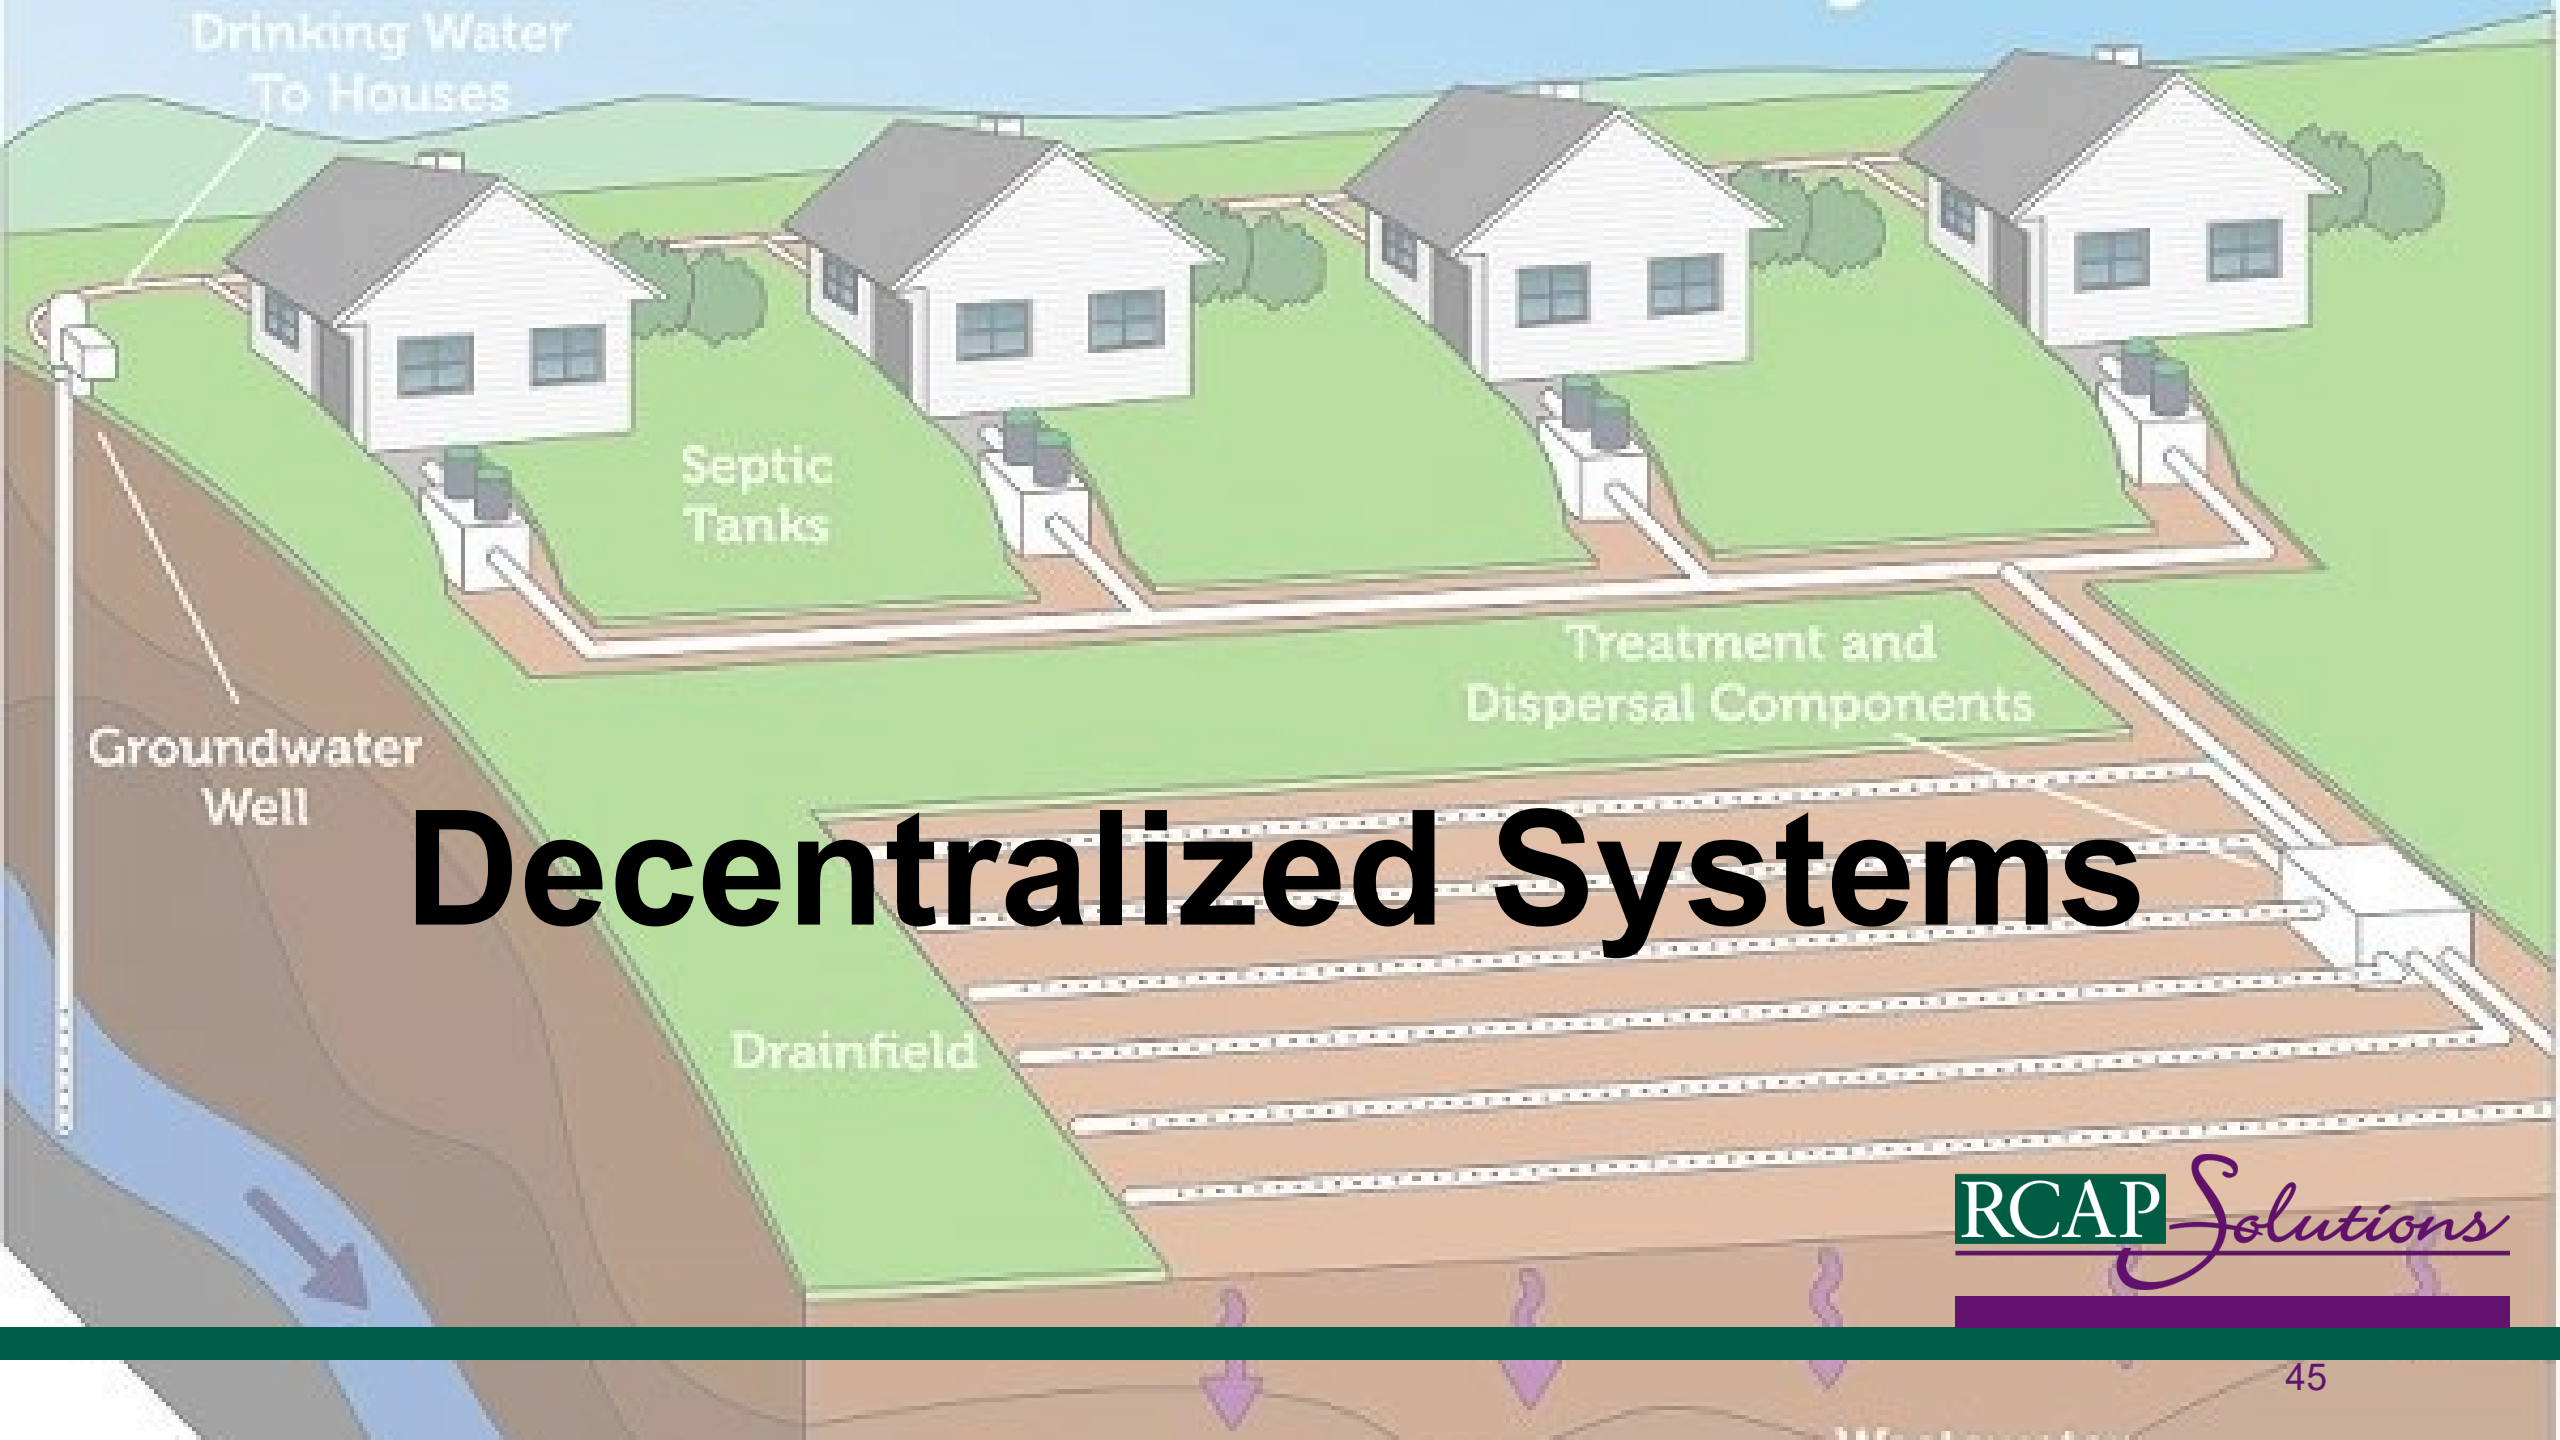 Drinking Water
To Houses
Septic
Tanks
Treatment and
Dispersal Components
Groundwater
Well
Decentralized Systems
Drainfield
RCAP Solutions
45